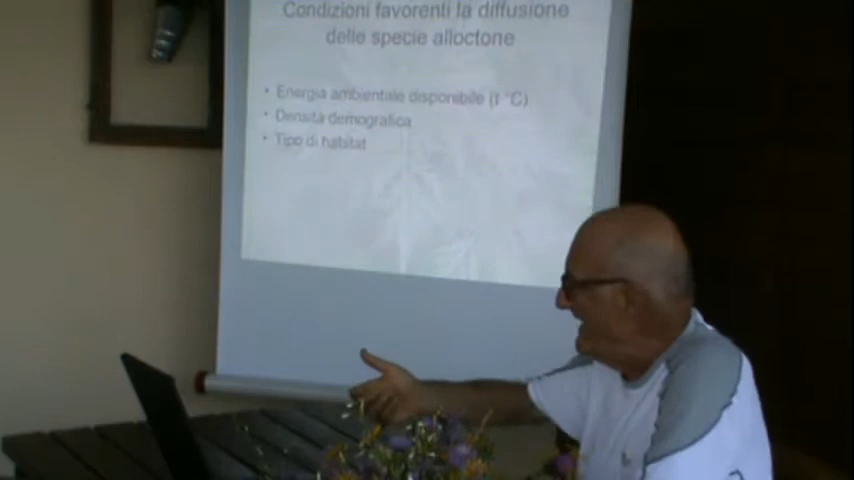 Condizioni favorenti la diffusione
delle specie alloctone
• Energia ambientale disponibile (t °C)
• Densità demografica
• Tipo di habitat